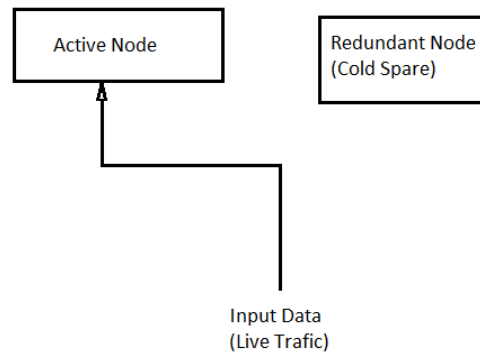 Active Node
Redundant Node
(Cold Spare)
Input Data
(Live Trafic)